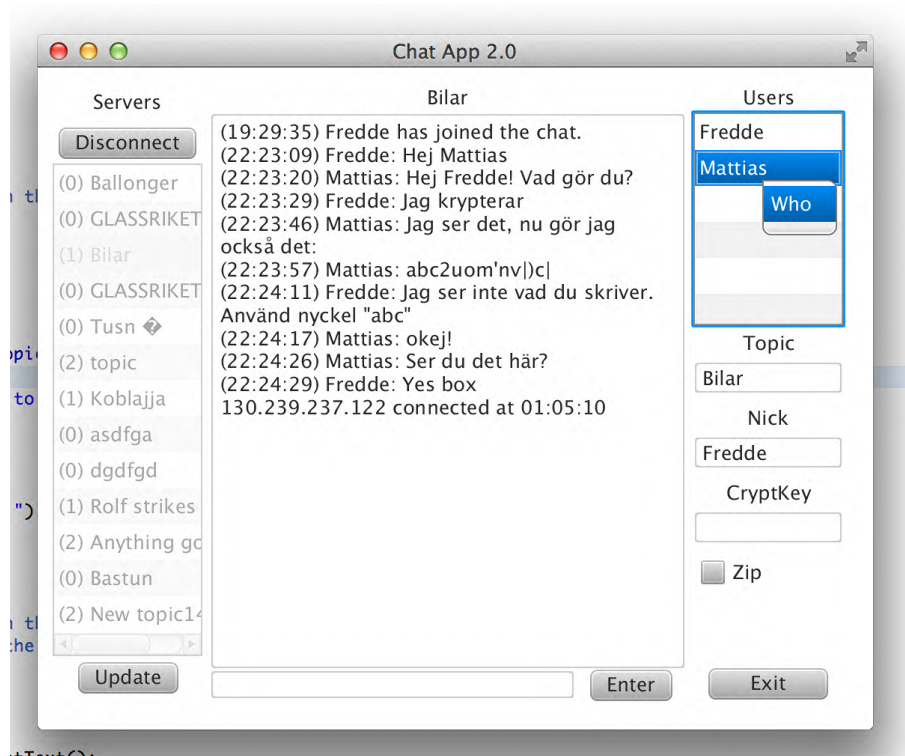 Chat App 2.0
Servers
Disconnect
(0) Ballonger
(0) GLASSRIKET
(1) Bilar
(0) GLASSRIKET
(0) Tusn �
(2) topic
(1) Koblajja
(0) asdfga
(0) dgdfgd
(1) Rolf strikes
(2) Anything go
(0) Bastun
(2) New topic14
Update
Bilar
(19:29:35) Fredde has joined the chat.
(22:23:09) Fredde: Hej Mattias
(22:23:20) Mattias: Hej Fredde! Vad gör du?
(22:23:29) Fredde: Jag krypterar
(22:23:46) Mattias: Jag ser det, nu gör jag
också det:
(22:23:57) Mattias: abc2uom'nv|)c|
(22:24:11) Fredde: Jag ser inte vad du skriver.
Använd nyckel "abc"
(22:24:17) Mattias: okej!
(22:24:26) Mattias: Ser du det här?
(22:24:29) Fredde: Yes box
130.239.237.122 connected at 01:05:10
Enter
Users
Fredde
Mattias
Who
Topic
Bilar
Nick
Fredde
CryptKey
Zip
Exit
to
")